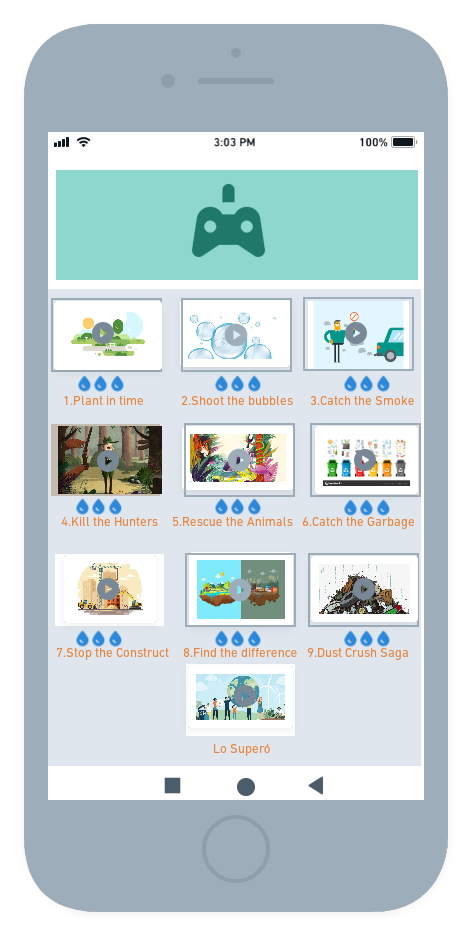 3:03 PM
100%
1.Plant in time
2.Shoot the bubbles
3.Catch the Smoke
4.Kill the Hunters
5.Rescue the Animals
6.Catch the Garbage
7.Stop the Construct
8.Find the difference
9.Dust Crush Saga
Lo Superó